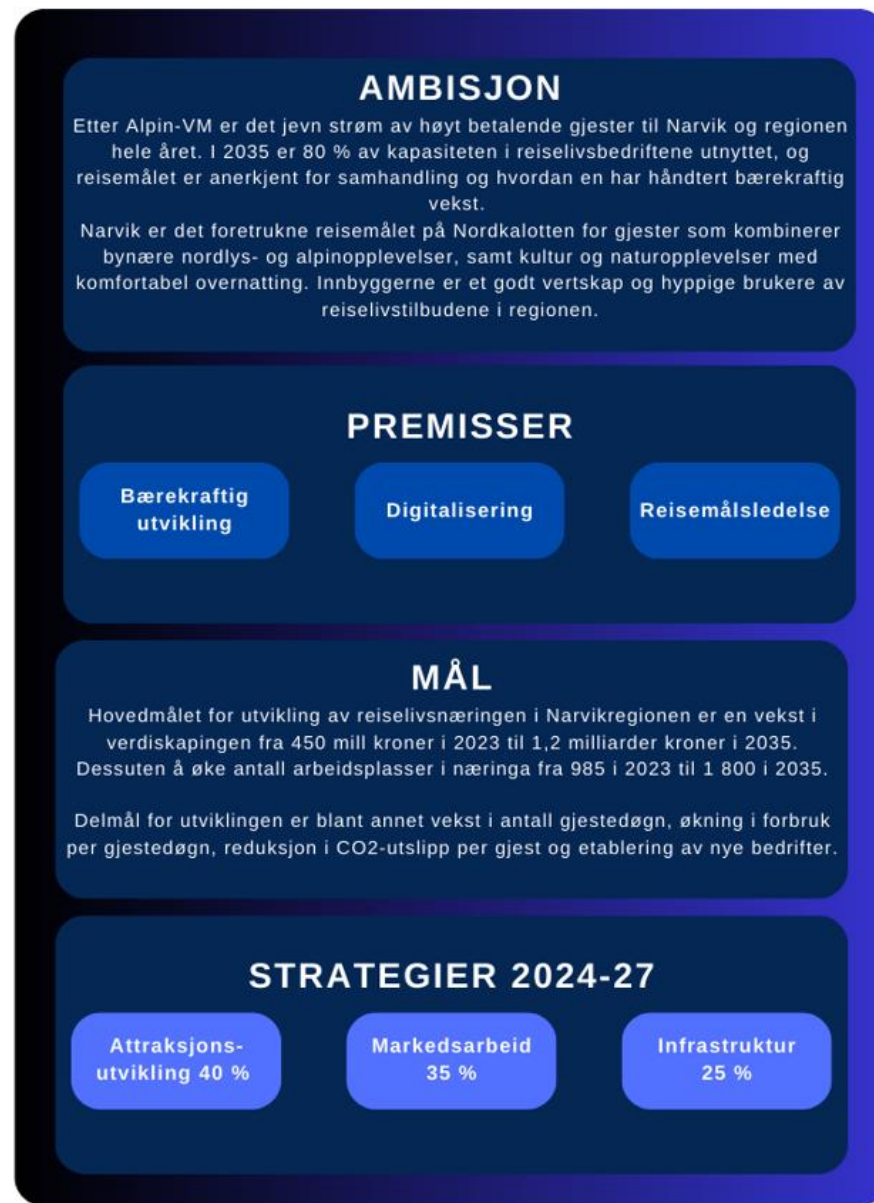 AMBISJON
Etter Alpin-VM er det jevn strøm av høyt betalende gjester til Narvik og regionen
hele året. I 2035 er 80 % av kapasiteten i reiselivsbedriftene utnyttet, og
reisemålet er anerkjent for samhandling og hvordan en har håndtert bærekraftig
vekst.
Narvik er det foretrukne reisemålet på Nordkalotten for gjester som kombinerer
bynære nordlys- og alpinopplevelser, samt kultur og naturopplevelser med
komfortabel overnatting. Innbyggerne er et godt vertskap og hyppige brukere av
reiselivstilbudene i regionen.
PREMISSER
Bærekraftig
utvikling
Digitalisering
Reisemålsledelse
MÅL
Hovedmålet for utvikling av reiselivsnæringen i Narvikregionen er en vekst i
verdiskapingen fra 450 mill kroner i 2023 til 1,2 milliarder kroner i 2035.
Dessuten å øke antall arbeidsplasser i næringa fra 985 i 2023 til 1 800 i 2035.
Delmål for utviklingen er blant annet vekst i antall gjestedøgn, økning i forbruk
per gjestedøgn, reduksjon i CO2-utslipp per gjest og etablering av nye bedrifter.
STRATEGIER 2024-27
Attraksjons-
utvikling 40 %
Markedsarbeid
35 %
Infrastruktur
25 %